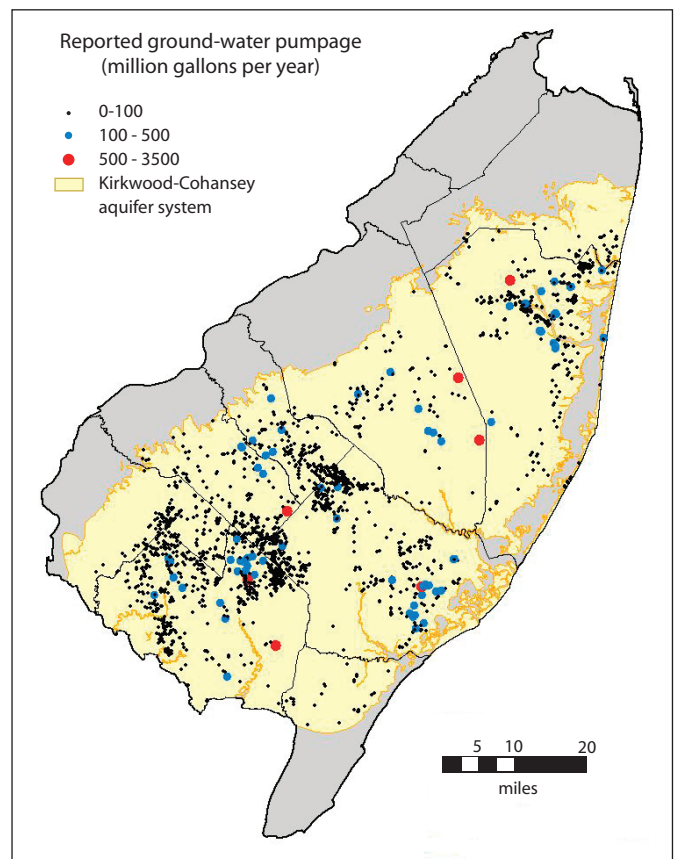 Reported ground-water pumpage
(million gallons per year)
0-100
100 - 500
500 - 3500
Kirkwood-Cohansey
aquifer system
5 10 20
miles